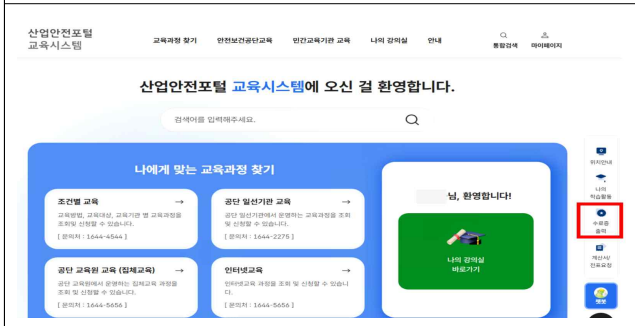 산업안전포털
교육시스템
교육과정 찾기 안전보건공단교육 민간교육기관 교육 나의 강의실 안내
통합검색 마이페이지
산업안전포털 교육시스템에 오신 걸 환영합니다.
검색어를 입력해주세요.
나에게 맞는 교육과정 찾기
조건별 교육 →
교육방법, 교육대상, 교육기관 별 교육과정을
조회및 신청할 수 있습니다.
[ 문의처 : 1644-4544 ]
공단 일선기관 교육 →
공단 일선기관에서 운영하는 교육과정을 조회
및 신청할 수 있습니다.
[ 문의처 : 1644-2275 ]
공단 교육원 교육 (집체교육) →
공단 교육원에서 운영하는 집체교육 과정을
조회 및 신청할 수 있습니다.
[ 문의처 : 1644-5656 ]
인터넷교육 →
인터넷교육 과정을 조회 및 신청할 수 있습니
다.
[ 문의처 : 1644-5656 ]
님, 환영합니다!
나의 강의실
바로가기
위치안내
나의
학습활동
수료증
출력
계산서/
전표요청
챗봇